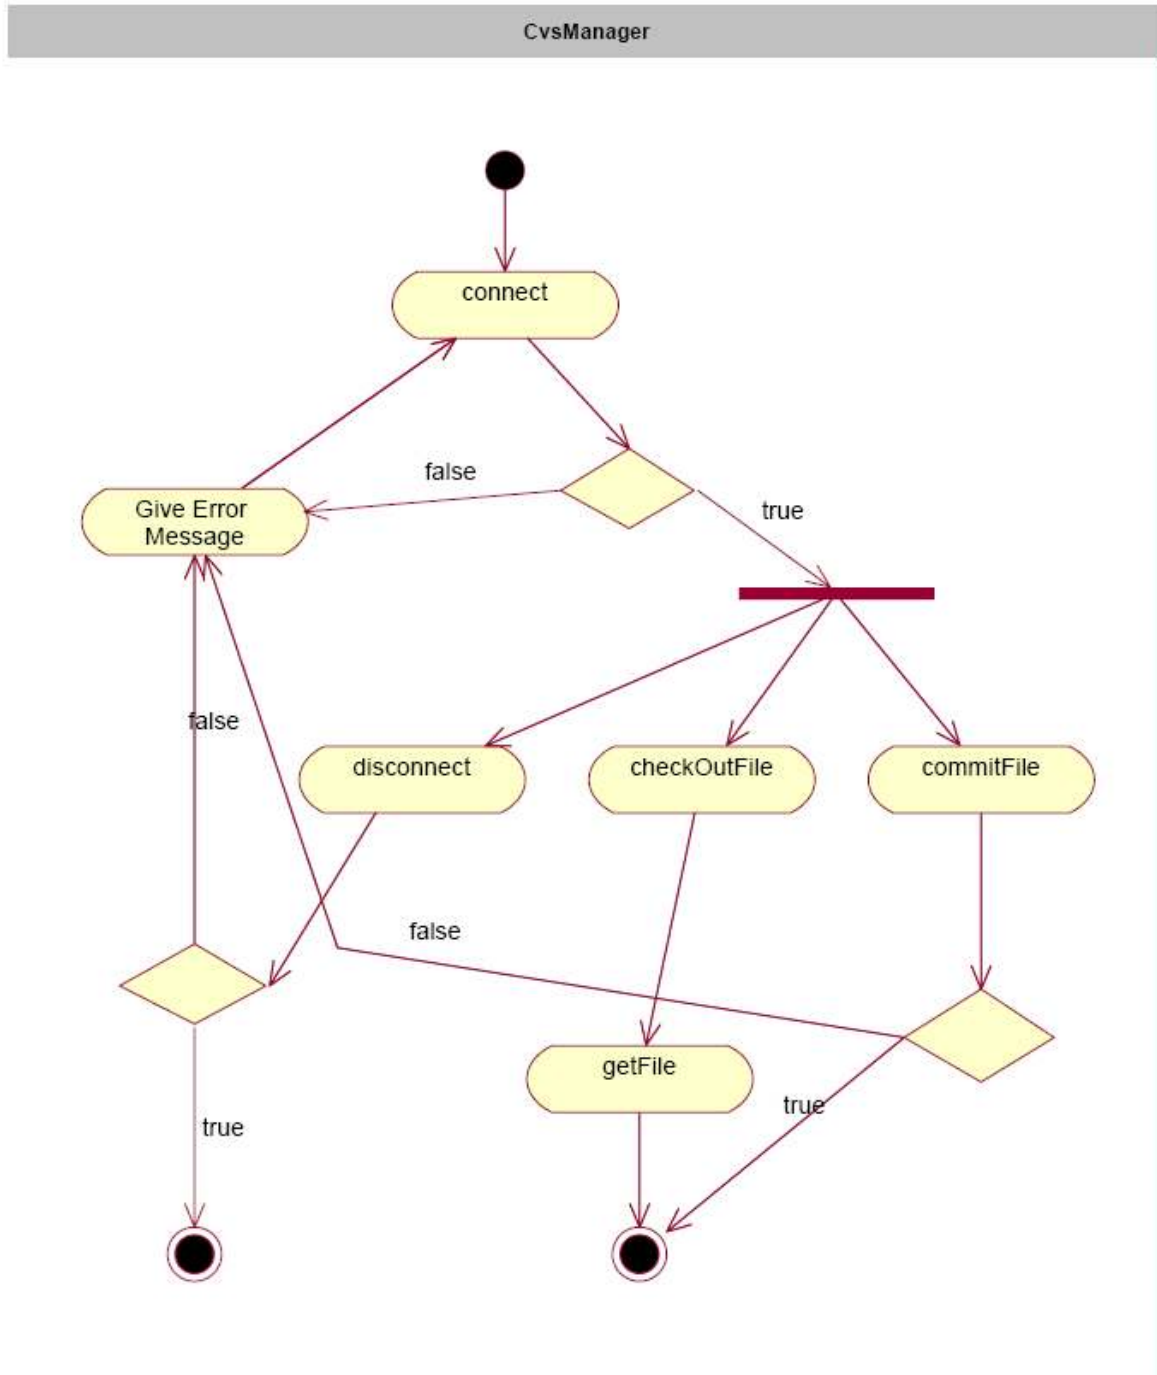 CvsManager
connect
false
Give Error
Message
true
false
disconnect
checkOutFile
commitFile
false
getFile
true
true